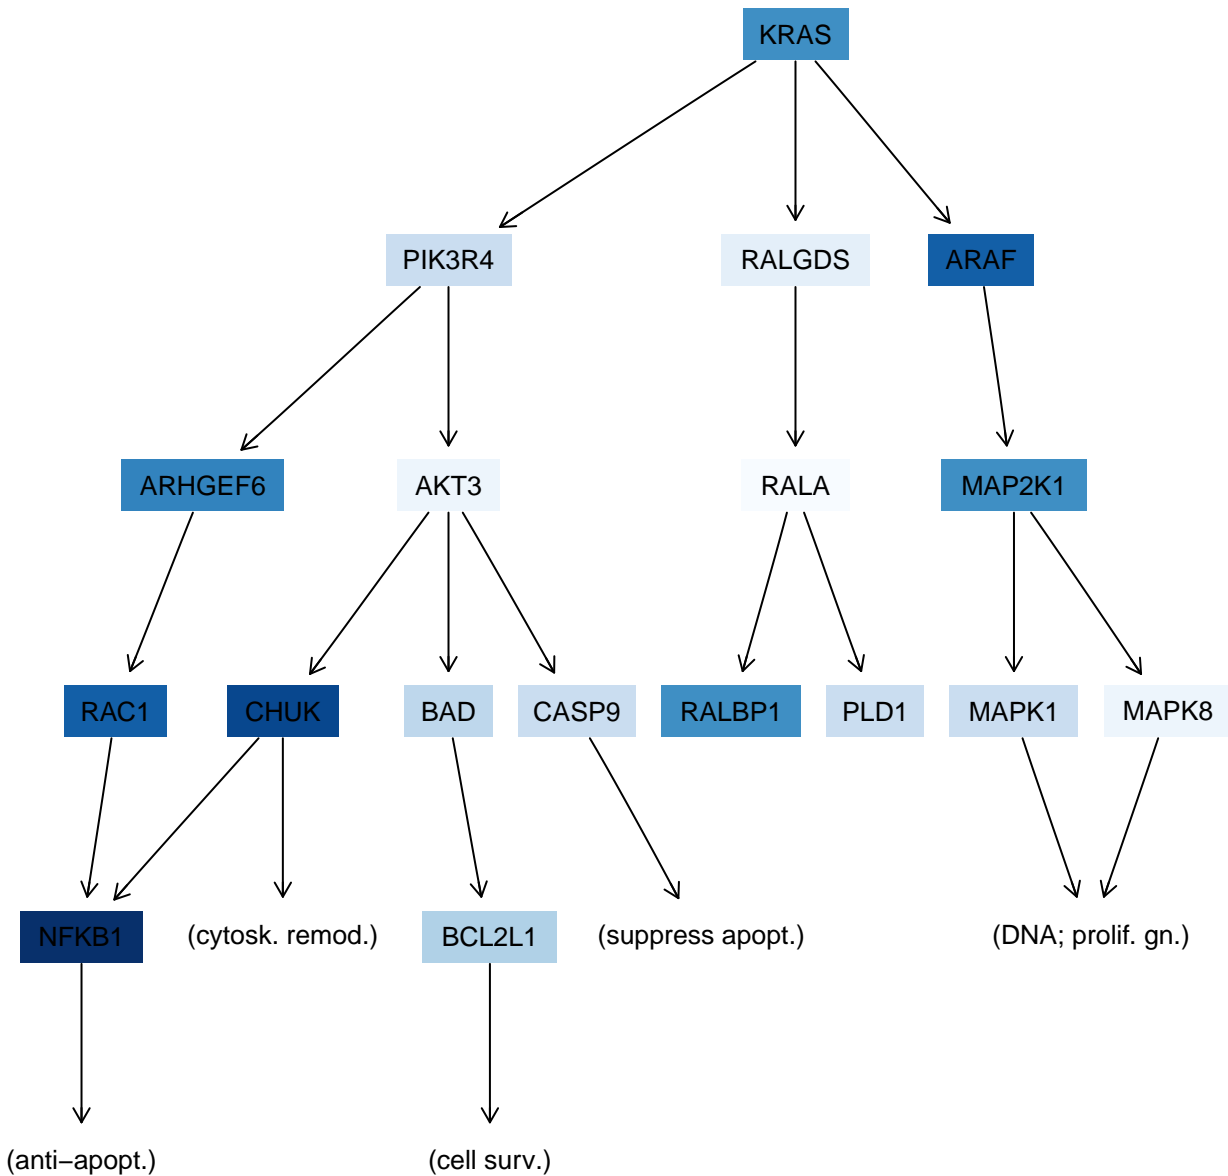 KRAS
PIK3R4
RALGDS
ARAF
ARHGEF6
AKT3
RALA
MAP2K1
RAC1
CHUK
BAD
CASP9
RALBP1
PLD1
MAPK1
MAPK8
NFKB1
(cytosk. remod.)
BCL2L1
(suppress apopt.)
(DNA; prolif. gn.)
(anti−apopt.)
(cell surv.)